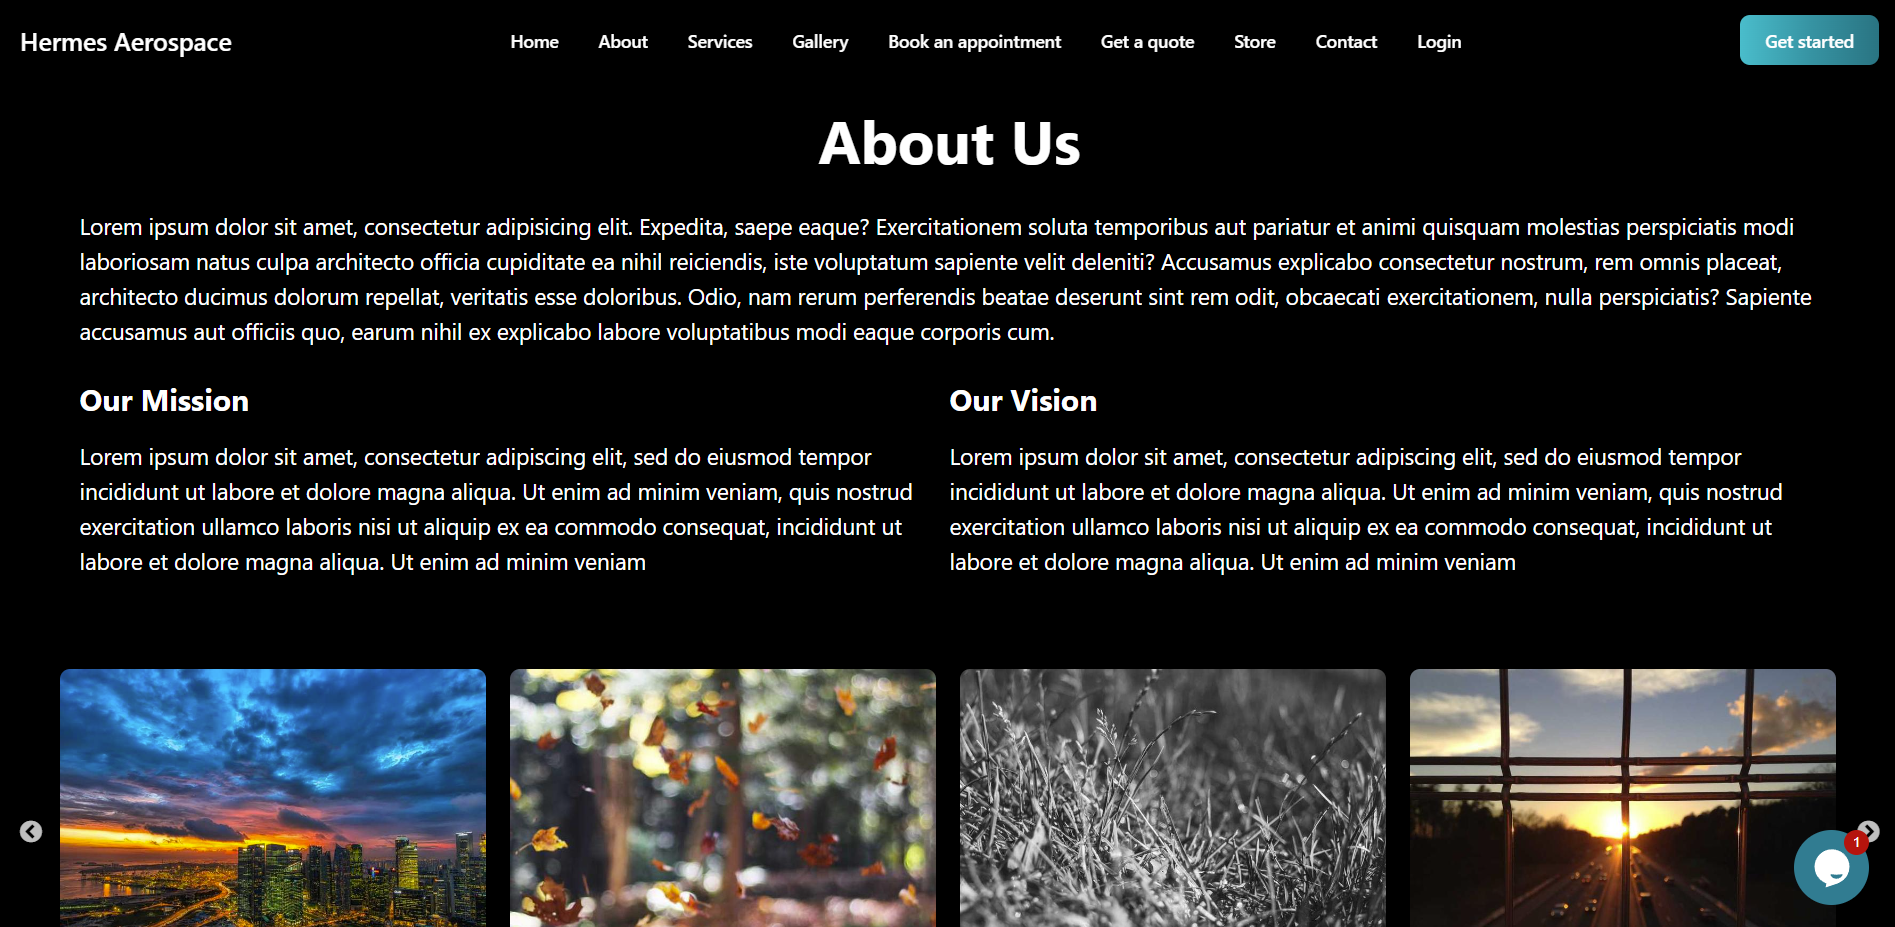 Hermes Aerospace
Home About Services Gallery Book an appointment Get a quote Store Contact Login
Get started
About Us
Lorem ipsum dolor sit amet, consectetur adipisicing elit. Expedita, saepe eaque? Exercitationem soluta temporibus aut pariatur et animi quisquam molestias perspiciatis modi
laboriosam natus culpa architecto officia cupiditate ea nihil reiciendis, iste voluptatum sapiente velit deleniti? Accusamus explicabo consectetur nostrum, rem omnis placeat,
architecto ducimus dolorum repellat, veritatis esse doloribus. Odio, nam rerum perferendis beatae deserunt sint rem odit, obcaecati exercitationem, nulla perspiciatis? Sapiente
accusamus aut officiis quo, earum nihil ex explicabo labore voluptatibus modi eaque corporis cum.
Our Mission
Lorem ipsum dolor sit amet, consectetur adipiscing elit, sed do eiusmod tempor
incididunt ut labore et dolore magna aliqua. Ut enim ad minim veniam, quis nostrud
exercitation ullamco laboris nisi ut aliquip ex ea commodo consequat, incididunt ut
labore et dolore magna aliqua. Ut enim ad minim veniam
Our Vision
Lorem ipsum dolor sit amet, consectetur adipiscing elit, sed do eiusmod tempor
incididunt ut labore et dolore magna aliqua. Ut enim ad minim veniam, quis nostrud
exercitation ullamco laboris nisi ut aliquip ex ea commodo consequat, incididunt ut
labore et dolore magna aliqua. Ut enim ad minim veniam
1